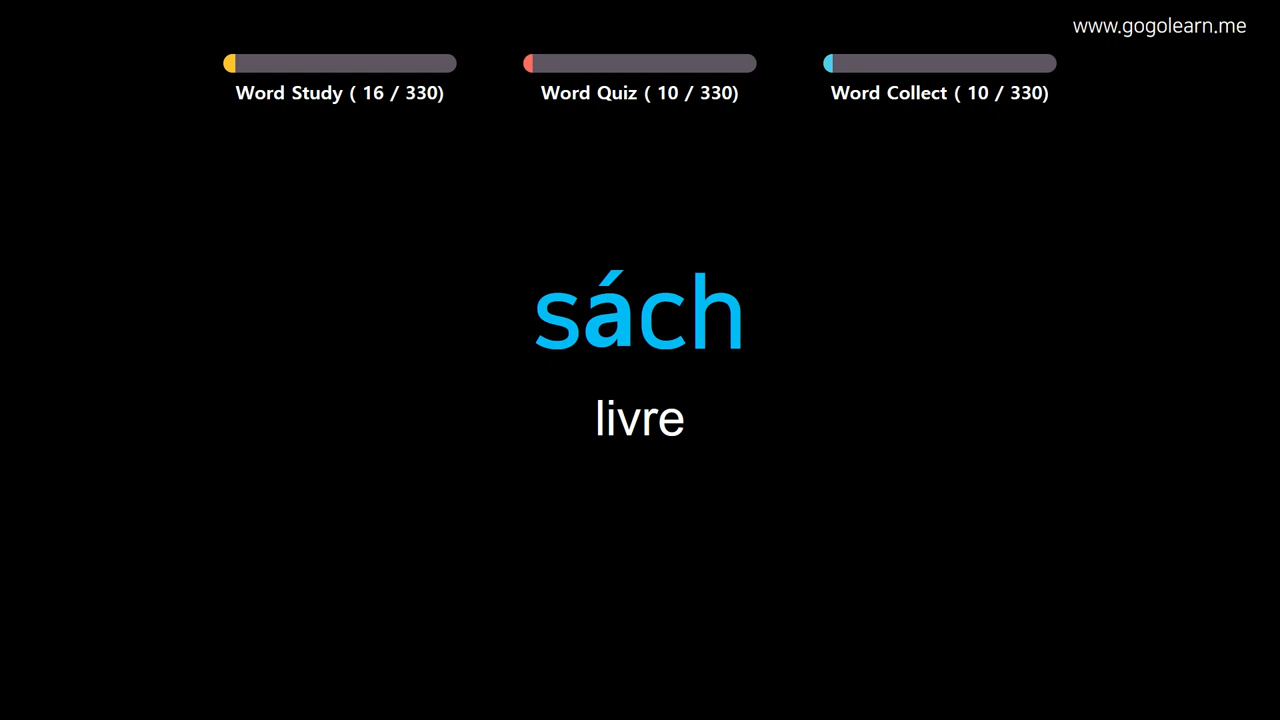 www.gogolearn.me
Word Study ( 16 / 330)
Word Quiz ( 10 / 330)
Word Collect ( 10 / 330)
sách
livre